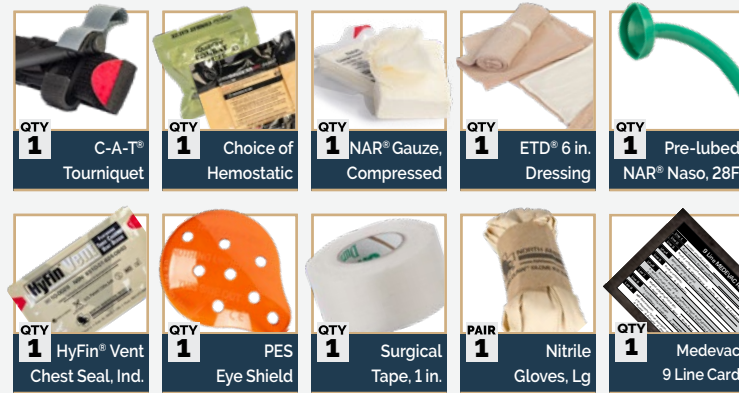 QTY
1
C-A-T®
Tourniquet
QTY
1
Choice of
Hemostatic
QTY
1
NAR® Gauze,
Compressed
QTY
1
ETD® 6 in.
Dressing
QTY
1
Pre-lubed
NAR® Naso, 28F
HyFin Vent
QTY
1
HyFin® Vent
Chest Seal, Ind.
QTY
1
PES
Eye Shield
QTY
1
Surgical
Tape, 1 in.
PAIR
1
Nitrile
Gloves, Lg
9 Line MEDEVAC
QTY
1
Medevac
9 Line Card